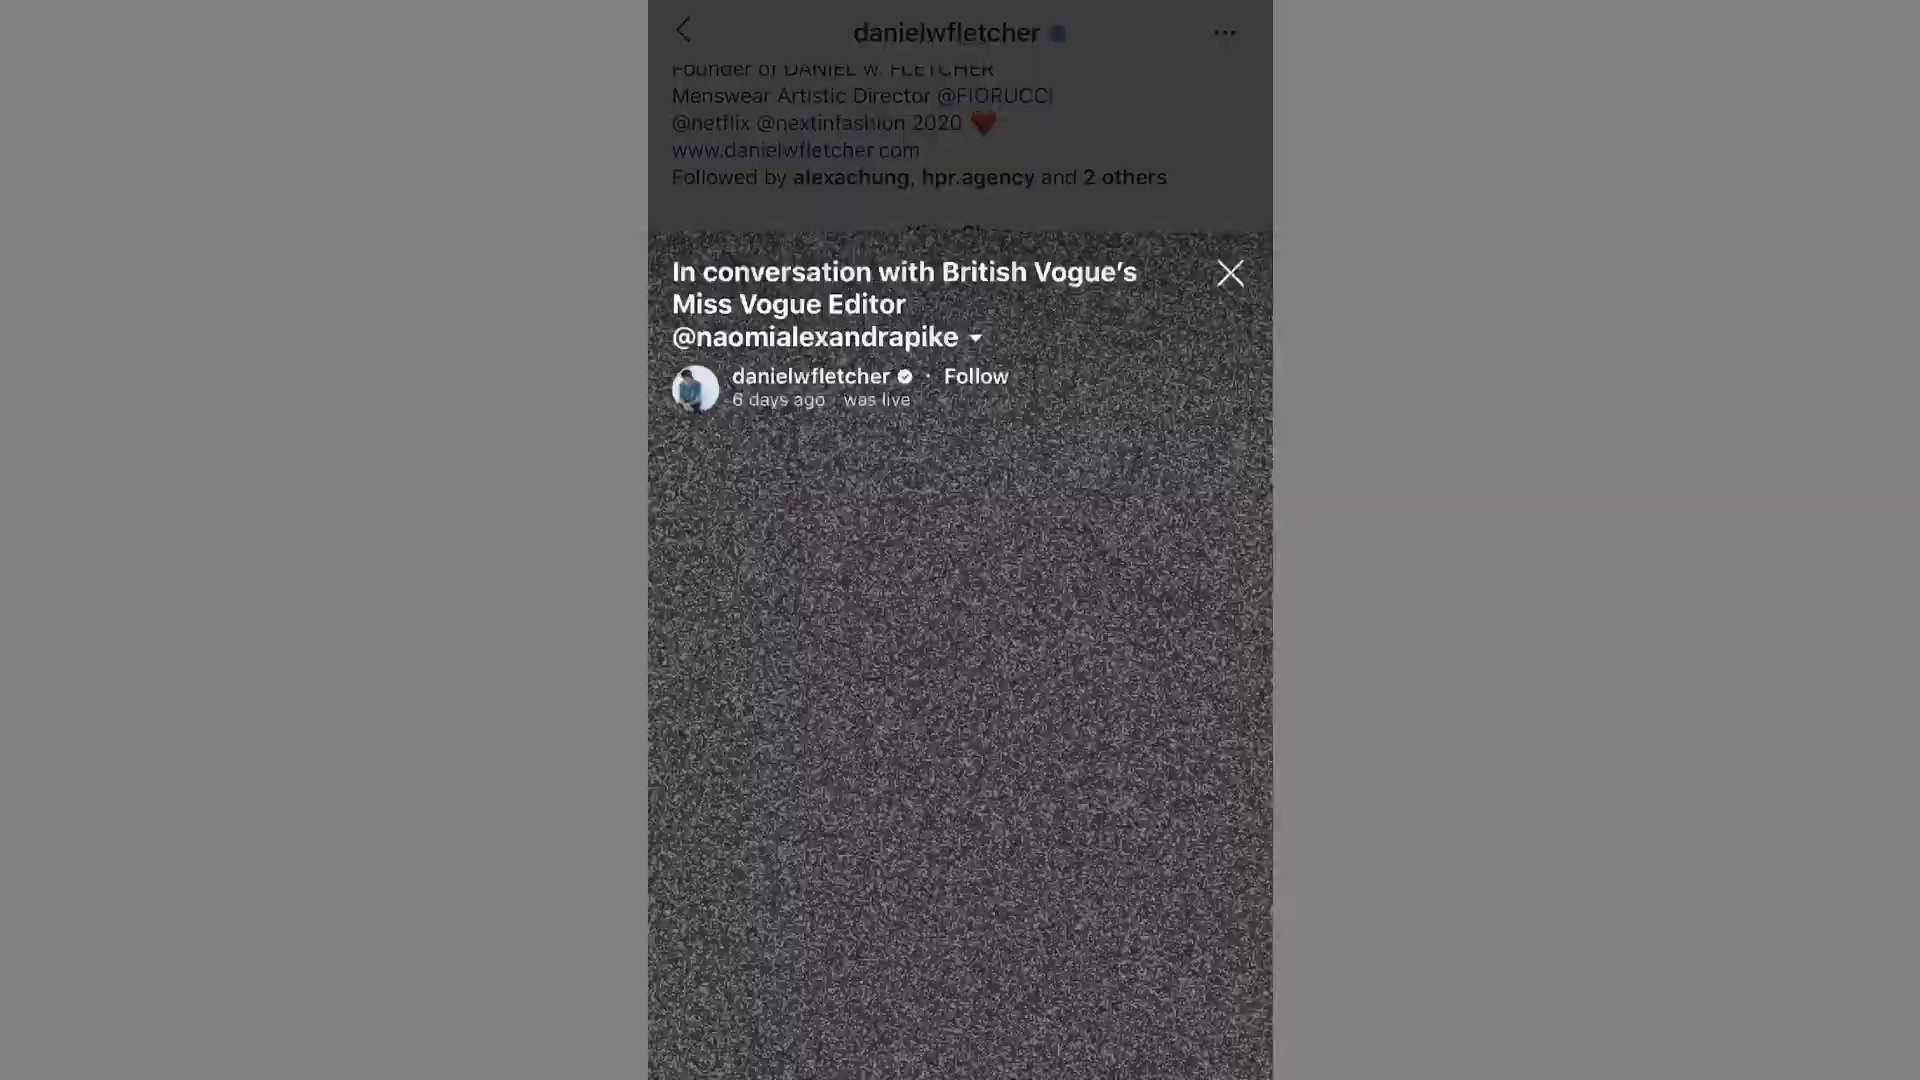 danielwfletcher
Founder of DANIEL w. FLETCHER
Menswear Artistic Director @FIORUCCI
@netflix @nextinfashion 2020 ❤️
www.danielwfletcher.com
Followed by alexachung, hpr.agency and 2 others
In conversation with British Vogue's
Miss Vogue Editor
@naomialexandrapike
danielwfletcher · Follow
6 days ago · was live